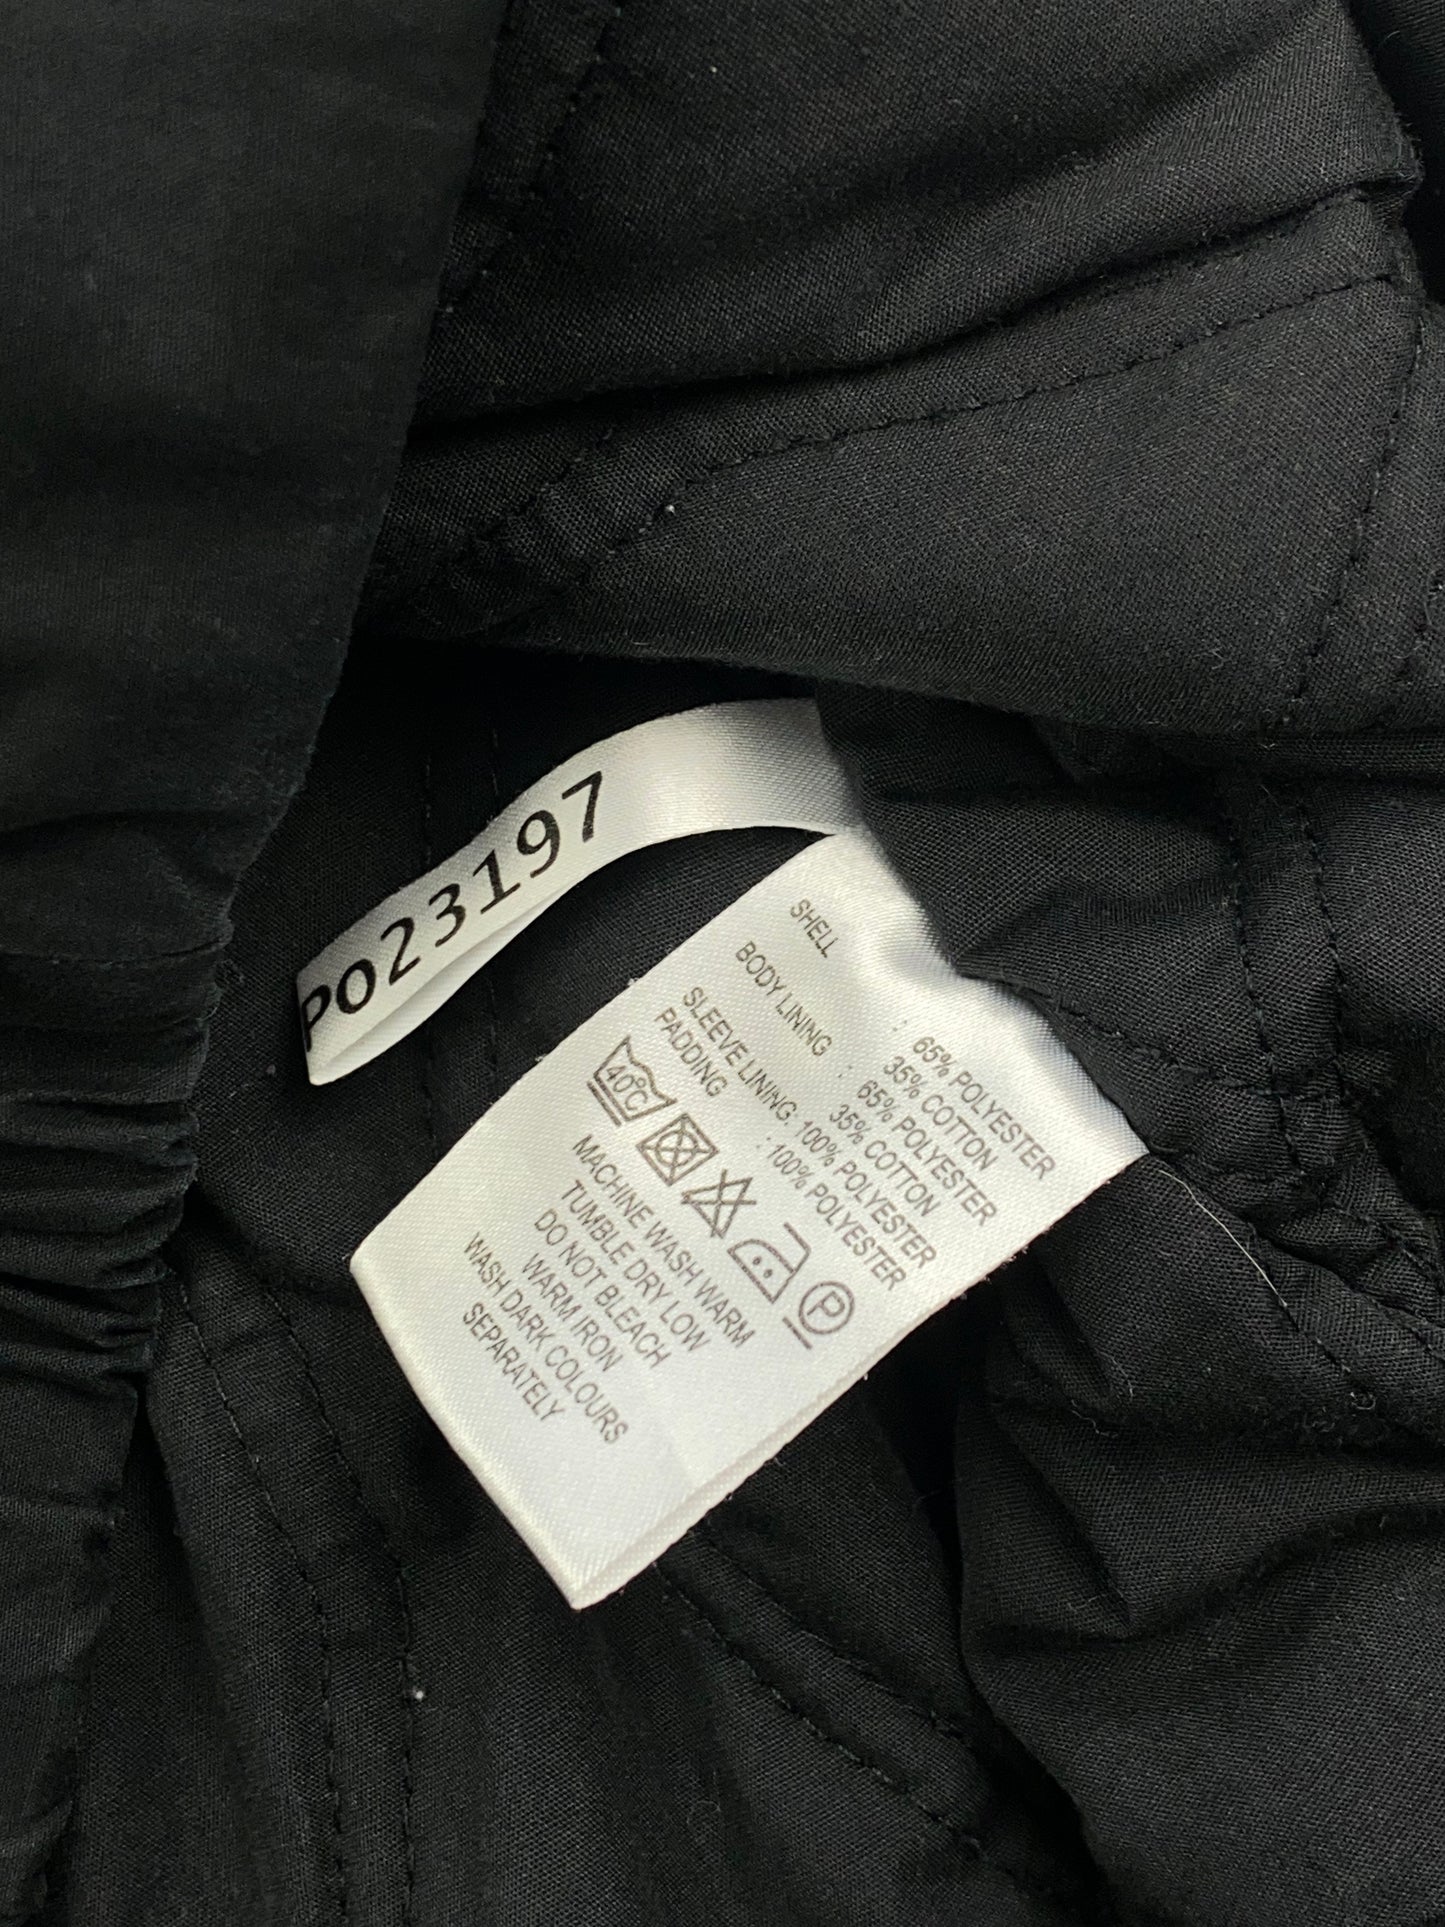 PO23197
SHELL : 65% POLYESTER
35% COTTON
BODY LINING : 65% POLYESTER
35% COTTON
SLEEVE LINING. 100% POLYESTER
PADDING : 100% POLYESTER
40°C P
MACHINE WASH WARM
TUMBLE DRY LOW
DO NOT BLEACH
WARM IRON
WASH DARK COLOURS
SEPARATELY